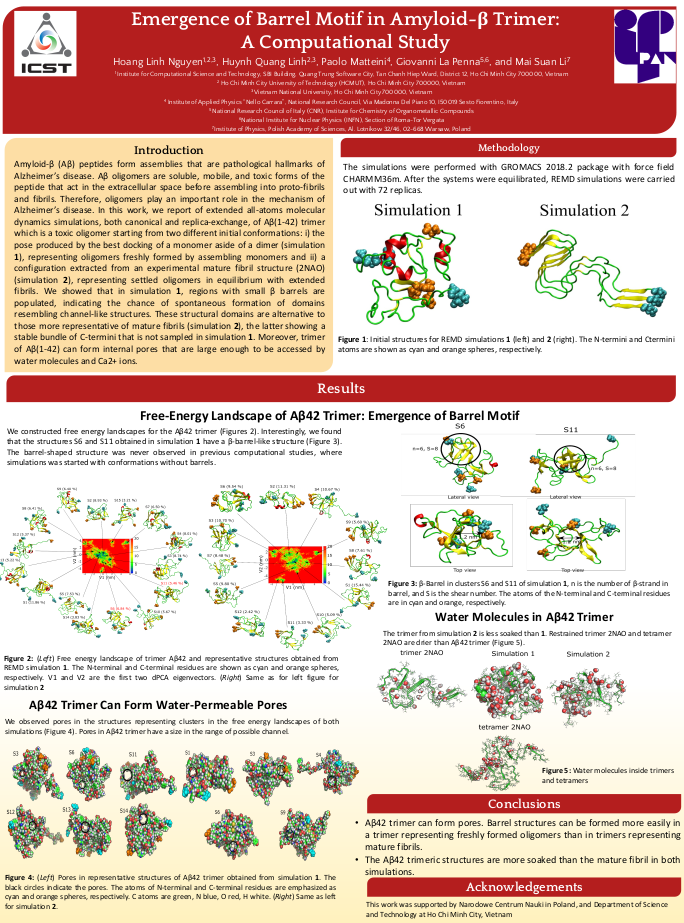 Emergence of Barrel Motif in Amyloid-β Trimer:
A Computational Study
Hoang Linh Nguyen1,2,3, Huynh Quang Linh2,3, Paolo Matteini4, Giovanni La Penna5,6, and Mai Suan Li7
1 Institute for Computational Science and Technology, SBI Building, Quang Trung Software City, Tan Chanh Hiep Ward, District 12, Ho Chi Minh City 700000, Vietnam
2 Ho Chi Minh City University of Technology (HCMUT), Ho Chi Minh City 700000, Vietnam
3 Vietnam National University, Ho Chi Minh City 700000, Vietnam
4 Institute of Applied Physics "Nello Carrara", National Research Council, Via Madonna Del Piano 10, I50019 Sesto Fiorentino, Italy
5 National Research Council of Italy (CNR), Institute for Chemistry of Organometallic Compounds
6 National Institute for Nuclear Physics (INFN), Section of Roma-Tor Vergata
7 Institute of Physics, Polish Academy of Sciences, Al. Lotnikow 32/46, 02-668 Warsaw, Poland
ICST
PAN
Introduction
Amyloid-β (Aβ) peptides form assemblies that are pathological hallmarks of
Alzheimer's disease. Aβ oligomers are soluble, mobile, and toxic forms of the
peptide that act in the extracellular space before assembling into proto-fibrils
and fibrils. Therefore, oligomers play an important role in the mechanism of
Alzheimer's disease. In this work, we report of extended all-atoms molecular
dynamics simulations, both canonical and replica-exchange, of Aβ(1-42) trimer
which is a toxic oligomer starting from two different initial conformations: i) the
pose produced by the best docking of a monomer aside of a dimer (simulation
1), representing oligomers freshly formed by assembling monomers and ii) a
configuration extracted from an experimental mature fibril structure (2NAO)
(simulation 2), representing settled oligomers in equilibrium with extended
fibrils. We showed that in simulation 1, regions with small β barrels are
populated, indicating the chance of spontaneous formation of domains
resembling channel-like structures. These structural domains are alternative to
those more representative of mature fibrils (simulation 2), the latter showing a
stable bundle of C-termini that is not sampled in simulation 1. Moreover, trimer
of Aβ(1-42) can form internal pores that are large enough to be accessed by
water molecules and Ca2+ ions.
Methodology
The simulations were performed with GROMACS 2018.2 package with force field
CHARMM36m. After the systems were equilibrated, REMD simulations were carried
out with 72 replicas.
Simulation 1
Simulation 2
Figure 1: Initial structures for REMD simulations 1 (left) and 2 (right). The N-termini and Ctermini
atoms are shown as cyan and orange spheres, respectively.
Results
Free-Energy Landscape of Aβ42 Trimer: Emergence of Barrel Motif
We constructed free energy landscapes for the Aβ42 trimer (Figures 2). Interestingly, we found
that the structures S6 and S11 obtained in simulation 1 have a β-barrel-like structure (Figure 3).
The barrel-shaped structure was never observed in previous computational studies, where
simulations was started with conformations without barrels.
V2 (nm)
V1 (nm)
V2 (nm)
V1 (nm)
Figure 2: (Left) Free energy landscape of trimer Aβ42 and representative structures obtained from
REMD simulation 1. The N-terminal and C-terminal residues are shown as cyan and orange spheres,
respectively. V1 and V2 are the first two dPCA eigenvectors. (Right) Same as for left figure for
simulation 2
Aβ42 Trimer Can Form Water-Permeable Pores
We observed pores in the structures representing clusters in the free energy landscapes of both
simulations (Figure 4). Pores in Aβ42 trimer have a size in the range of possible channel.
S3
S8
S11
S1
S3
S4
S12
S13
S14
S6
S9
Figure 4: (Left) Pores in representative structures of Aβ42 trimer obtained from simulation 1. The
black circles indicate the pores. The atoms of N-terminal and C-terminal residues are emphasized as
cyan and orange spheres, respectively. C atoms are green, N blue, O red, H white. (Right) Same as left
for simulation 2.
S6
S11
n=6, S=8
n=6, S=8
Lateral view
Lateral view
Top view
Top view
Figure 3: β-Barrel in clusters S6 and S11 of simulation 1, n is the number of β-strand in
barrel, and S is the shear number. The atoms of the N-terminal and C-terminal residues
are in cyan and orange, respectively.
Water Molecules in Aβ42 Trimer
The trimer from simulation 2 is less soaked than 1. Restrained trimer 2NAO and tetramer
2NAO are drier than Aβ42 trimer (Figure 5).
trimer 2NAO
Simulation 1
Simulation 2
tetramer 2NAO
Figure 5: Water molecules inside trimers
and tetramers
Conclusions
• Aβ42 trimer can form pores. Barrel structures can be formed more easily in
a trimer representing freshly formed oligomers than in trimers representing
mature fibrils.
• The Aβ42 trimeric structures are more soaked than the mature fibril in both
simulations.
Acknowledgements
This work was supported by Narodowe Centrum Nauki in Poland, and Department of Science
and Technology at Ho Chi Minh City, Vietnam